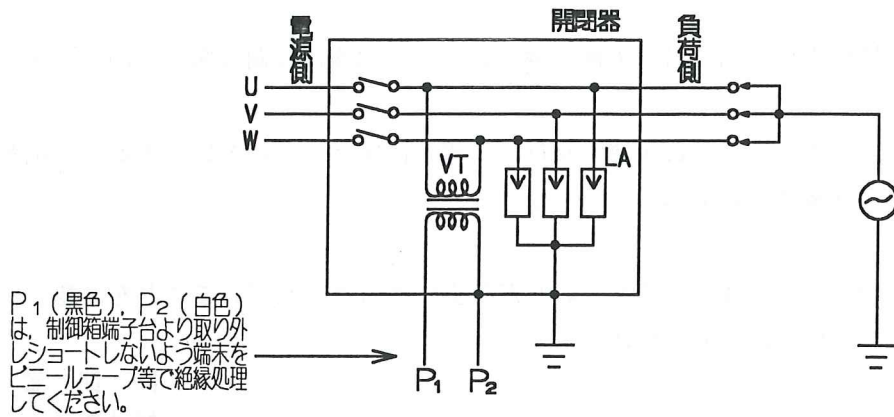 電源側
開閉器
負荷側
U
V
W
VT
LA
P₁(黒色), P₂(白色)
は, 制御箱端子台より取り外
しショートしないよう端末を
ビニールテープ等で絶縁処理
してください。
P₁
P₂